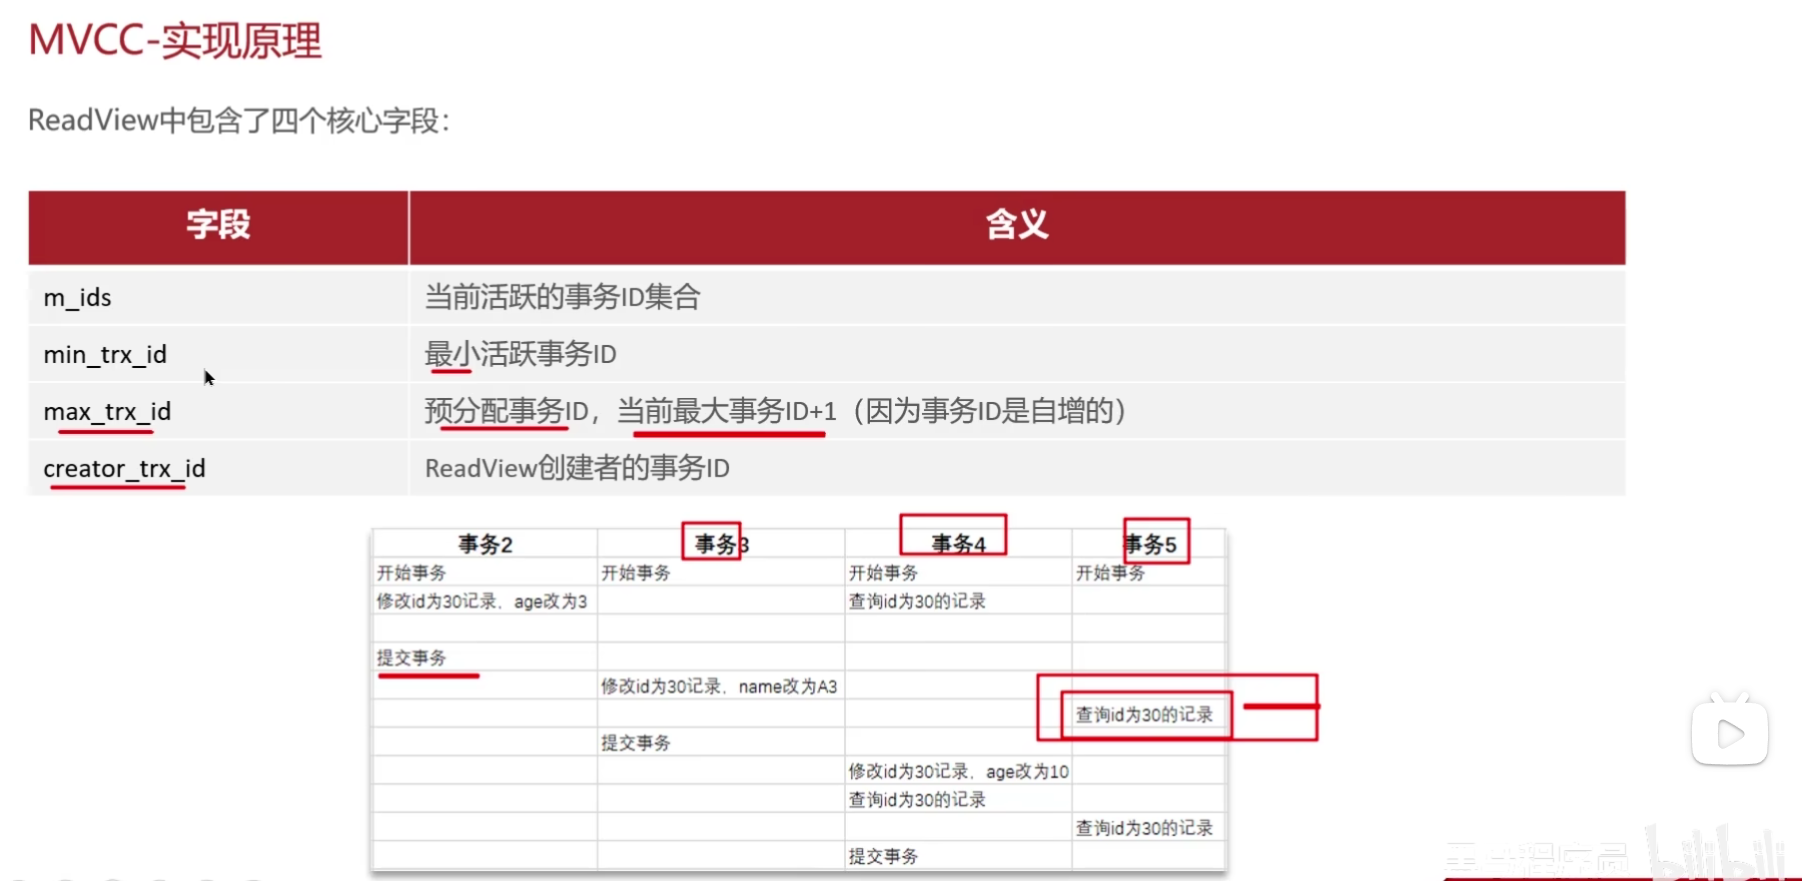 MVCC-实现原理
ReadView中包含了四个核心字段：
字段 含义
m_ids 当前活跃的事务ID集合
min_trx_id 最小活跃事务ID
max_trx_id 预分配事务ID，当前最大事务ID+1（因为事务ID是自增的）
creator_trx_id ReadView创建者的事务ID
事务2 事务3 事务4 事务5
开始事务 开始事务 开始事务 开始事务
修改id为30记录，age改为3 查询id为30的记录
提交事务
修改id为30记录，name改为A3
查询id为30的记录
提交事务
修改id为30记录，age改为10
查询id为30的记录
查询id为30的记录
提交事务
黑马程序员 bilibili